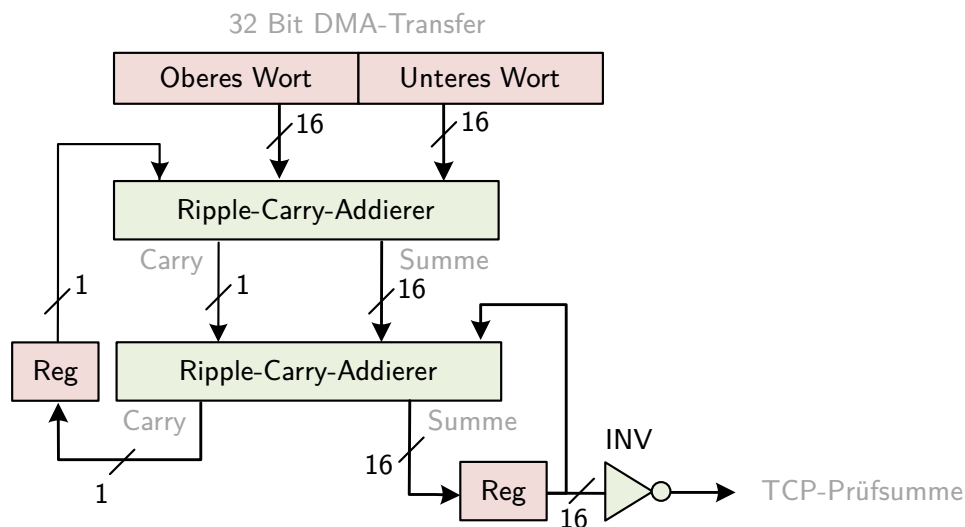 32 Bit DMA-Transfer
Oberes Wort Unteres Wort
16 16
Ripple-Carry-Addierer
Carry Summe
1 1 16
Reg Ripple-Carry-Addierer
Carry Summe
INV
16
1
Reg TCP-Prüfsumme
16